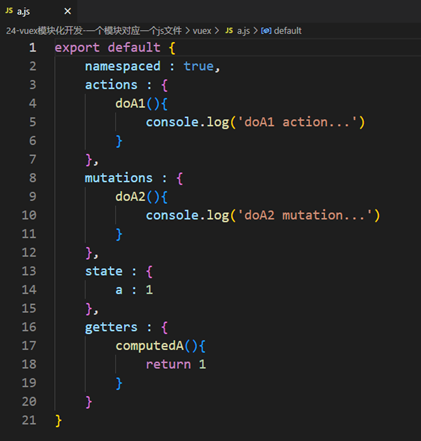 JS a.js ×
24-vuex模块化开发-一个模块对应一个js文件 > vuex > JS a.js > default
1 export default {
2     namespaced : true,
3     actions : {
4         doA1(){
5             console.log('doA1 action...')
6         }
7     },
8     mutations : {
9         doA2(){
10             console.log('doA2 mutation...')
11         }
12     },
13     state : {
14         a : 1
15     },
16     getters : {
17         computedA(){
18             return 1
19         }
20     }
21 }